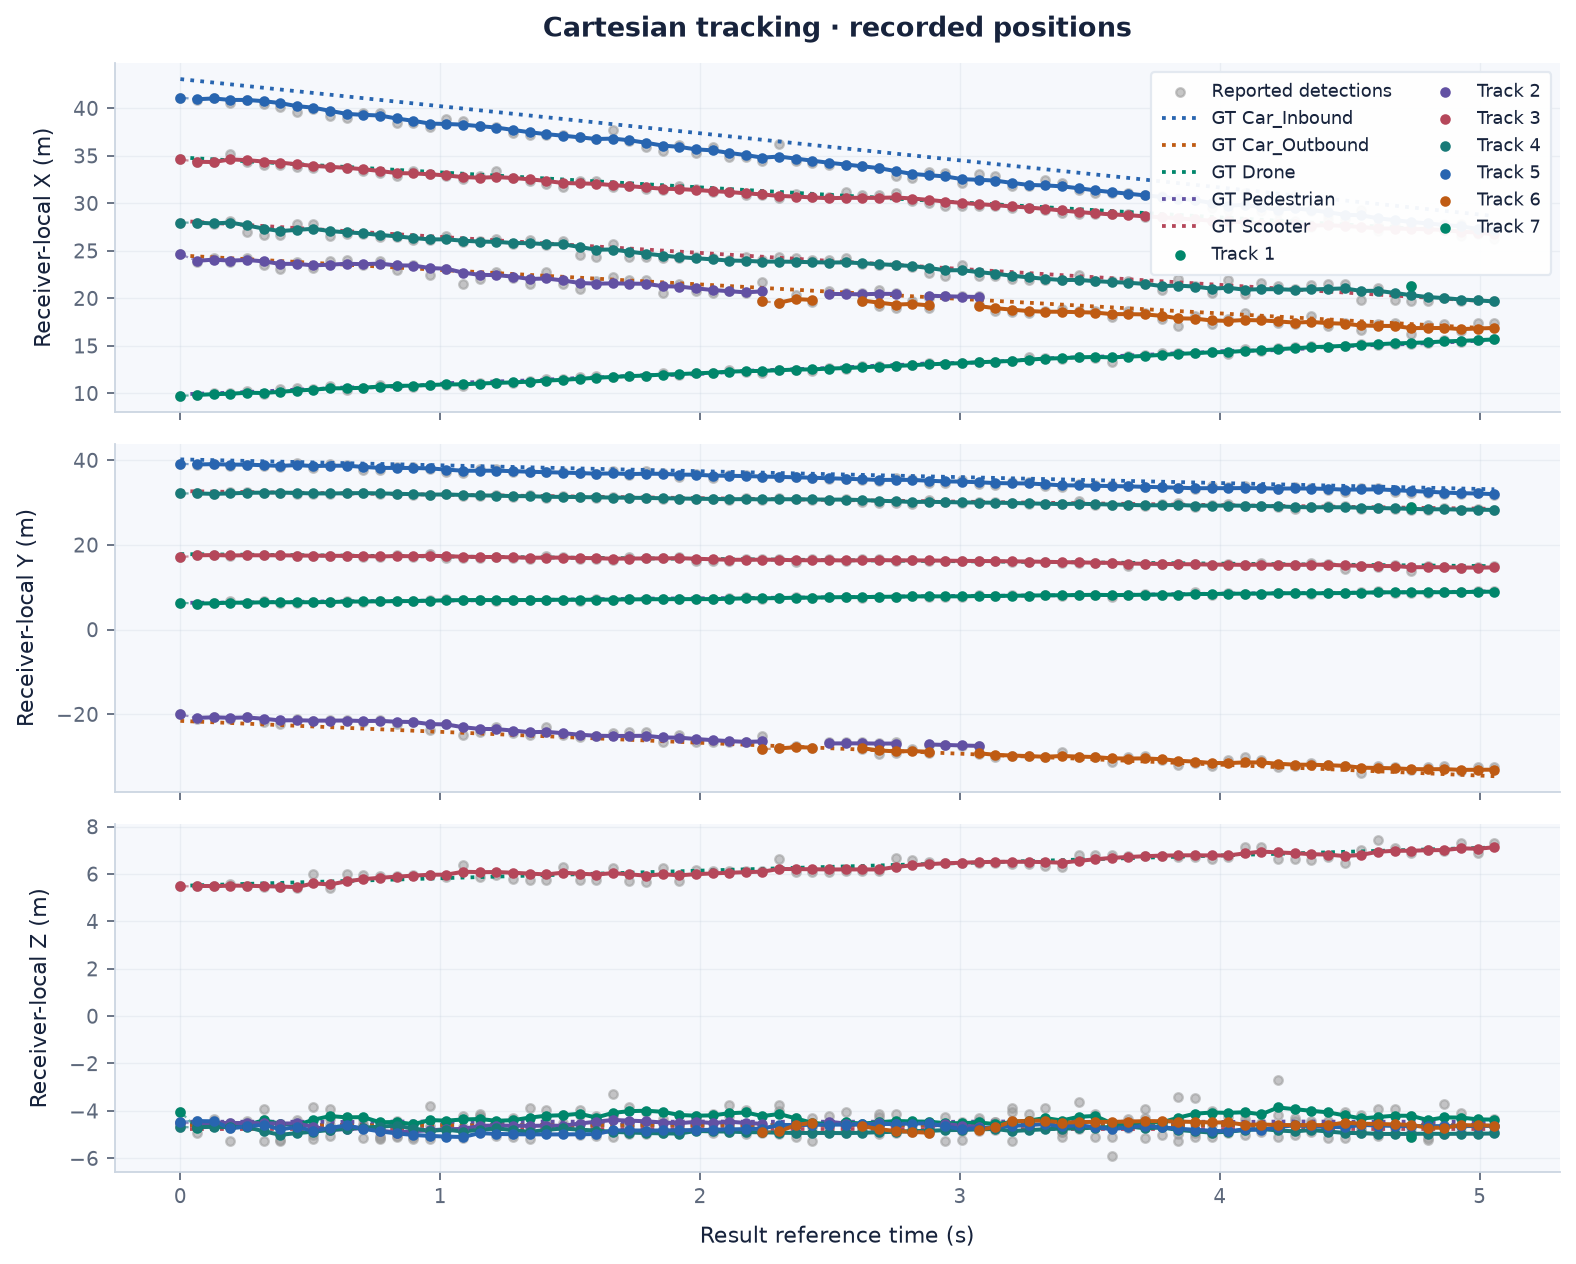 Cartesian tracking · recorded positions
Receiver-local X (m)
40
35
30
25
20
15
10
Reported detections
GT Car_Inbound
GT Car_Outbound
GT Drone
GT Pedestrian
GT Scooter
Track 1
Track 2
Track 3
Track 4
Track 5
Track 6
Track 7
Receiver-local Y (m)
40
20
0
−20
Receiver-local Z (m)
8
6
4
2
0
−2
−4
−6
0
1
2
3
4
5
Result reference time (s)